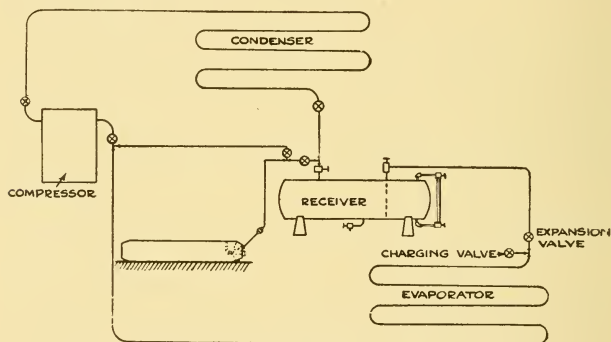 CONDENSER
COMPRESSOR
RECEIVER
EXPANSION
VALVE
CHARGING VALVE
EVAPORATOR